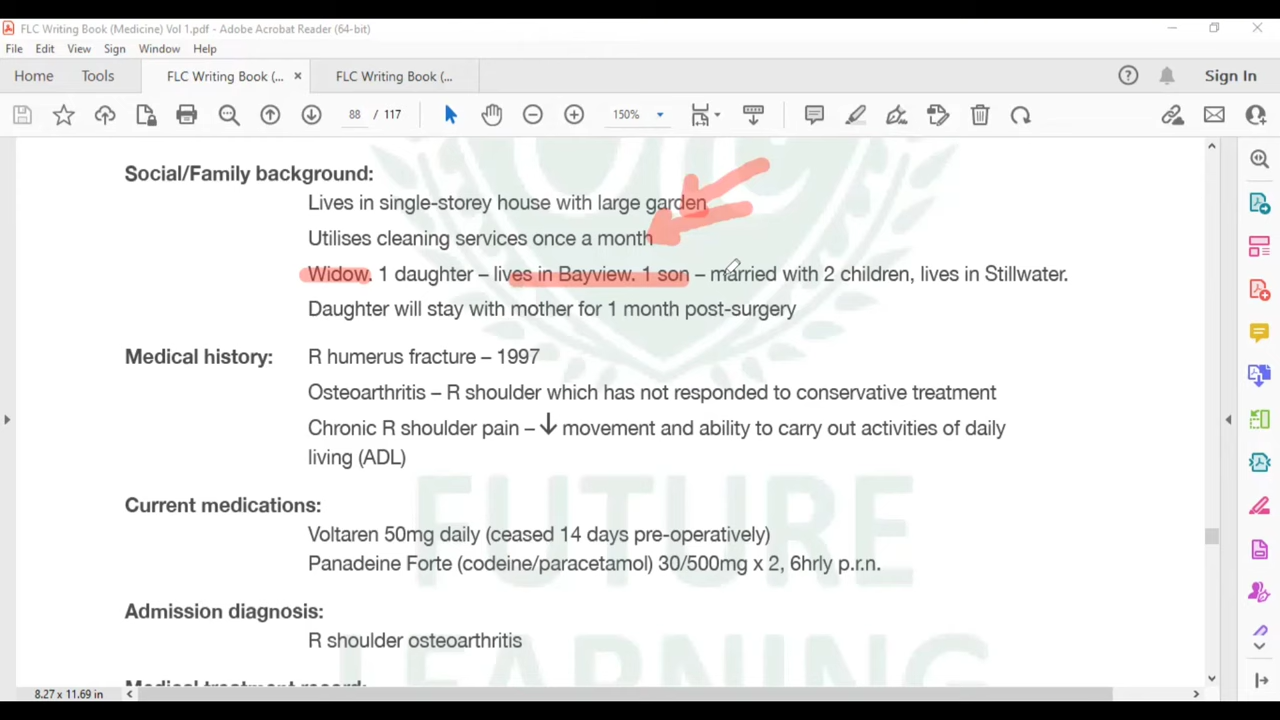 FLC Writing Book (Medicine) Vol 1.pdf - Adobe Acrobat Reader (64-bit)
File Edit View Sign Window Help
Home Tools FLC Writing Book (... × FLC Writing Book (... Sign In
88 / 117 150%
Social/Family background:
Lives in single-storey house with large garden
Utilises cleaning services once a month
Widow. 1 daughter – lives in Bayview. 1 son – married with 2 children, lives in Stillwater.
Daughter will stay with mother for 1 month post-surgery
Medical history: R humerus fracture – 1997
Osteoarthritis – R shoulder which has not responded to conservative treatment
Chronic R shoulder pain – ↓ movement and ability to carry out activities of daily
living (ADL)
FUTURE
Current medications:
Voltaren 50mg daily (ceased 14 days pre-operatively)
Panadeine Forte (codeine/paracetamol) 30/500mg x 2, 6hrly p.r.n.
Admission diagnosis:
R shoulder osteoarthritis
LEARNING
Medical treatment record:
8.27 x 11.69 in